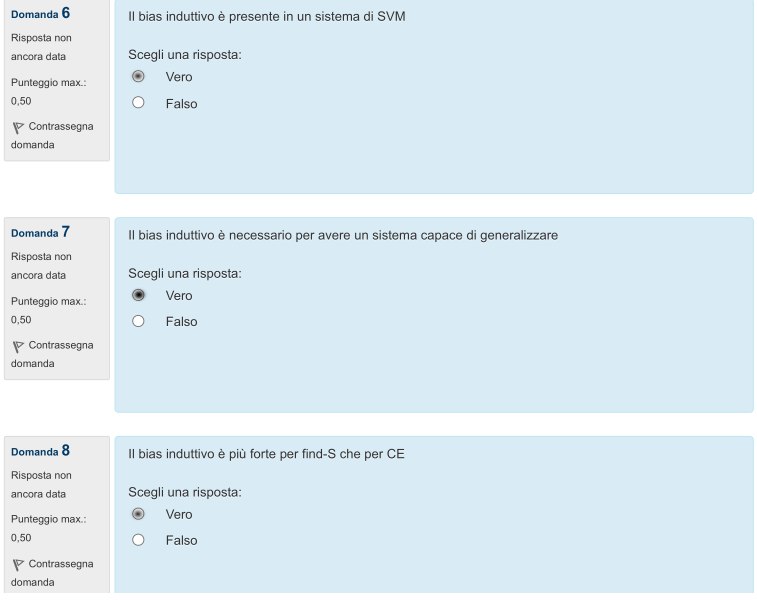 Domanda 6
Risposta non
ancora data
Punteggio max.:
0,50
Contrassegna
domanda
Il bias induttivo è presente in un sistema di SVM
Scegli una risposta:
Vero
Falso
Domanda 7
Risposta non
ancora data
Punteggio max.:
0,50
Contrassegna
domanda
Il bias induttivo è necessario per avere un sistema capace di generalizzare
Scegli una risposta:
Vero
Falso
Domanda 8
Risposta non
ancora data
Punteggio max.:
0,50
Contrassegna
domanda
Il bias induttivo è più forte per find-S che per CE
Scegli una risposta:
Vero
Falso